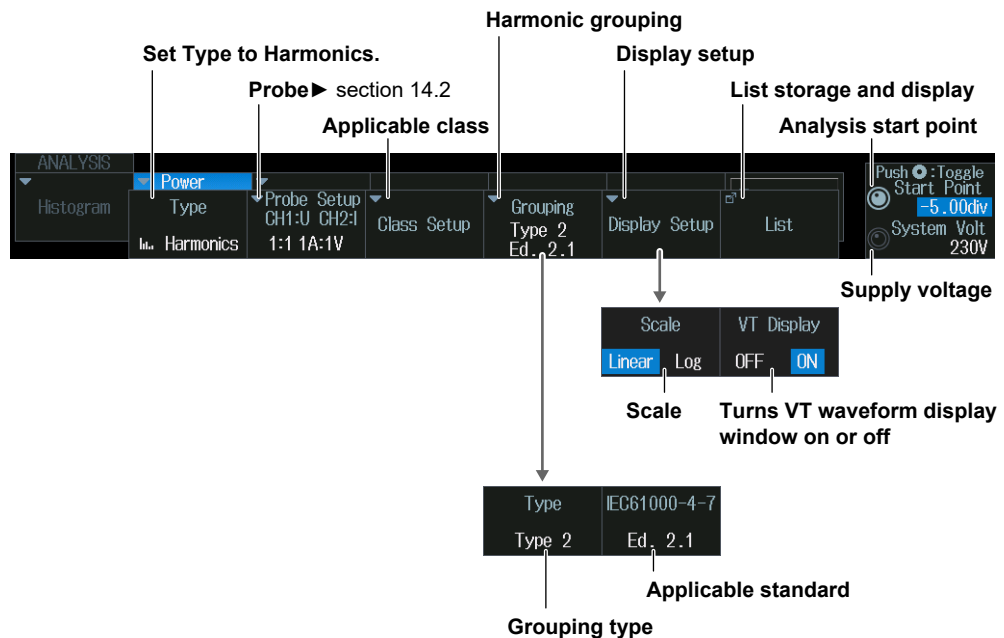 Harmonic grouping
Set Type to Harmonics.
Display setup
Probe► section 14.2
List storage and display
Applicable class
Analysis start point
ANALYSIS
Power
Push :Toggle
Histogram
Type
Harmonics
Probe Setup
CH1:U CH2:I
1:1 1A:1V
Class Setup
Grouping
Type 2
Ed. 2.1
Display Setup
List
Start Point
-5.00div
System Volt
230V
Supply voltage
Scale
VT Display
Linear Log
OFF ON
Scale
Turns VT waveform display
window on or off
Type
IEC61000-4-7
Type 2
Ed. 2.1
Applicable standard
Grouping type